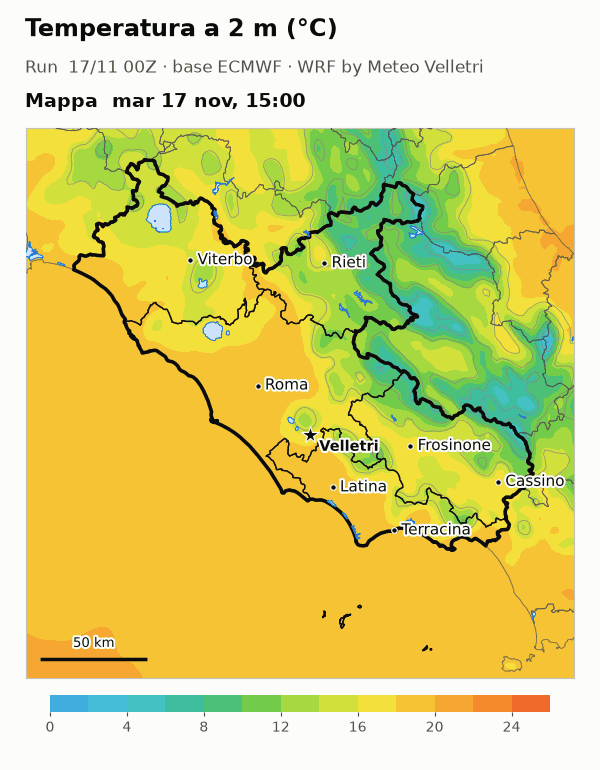 Temperatura a 2 m (°C)
Run  17/11 00Z · base ECMWF · WRF by Meteo Velletri
Mappa  mar 17 nov, 15:00
Viterbo
Rieti
Roma
Velletri
Frosinone
Latina
Cassino
Terracina
50 km
0 4 8 12 16 20 24